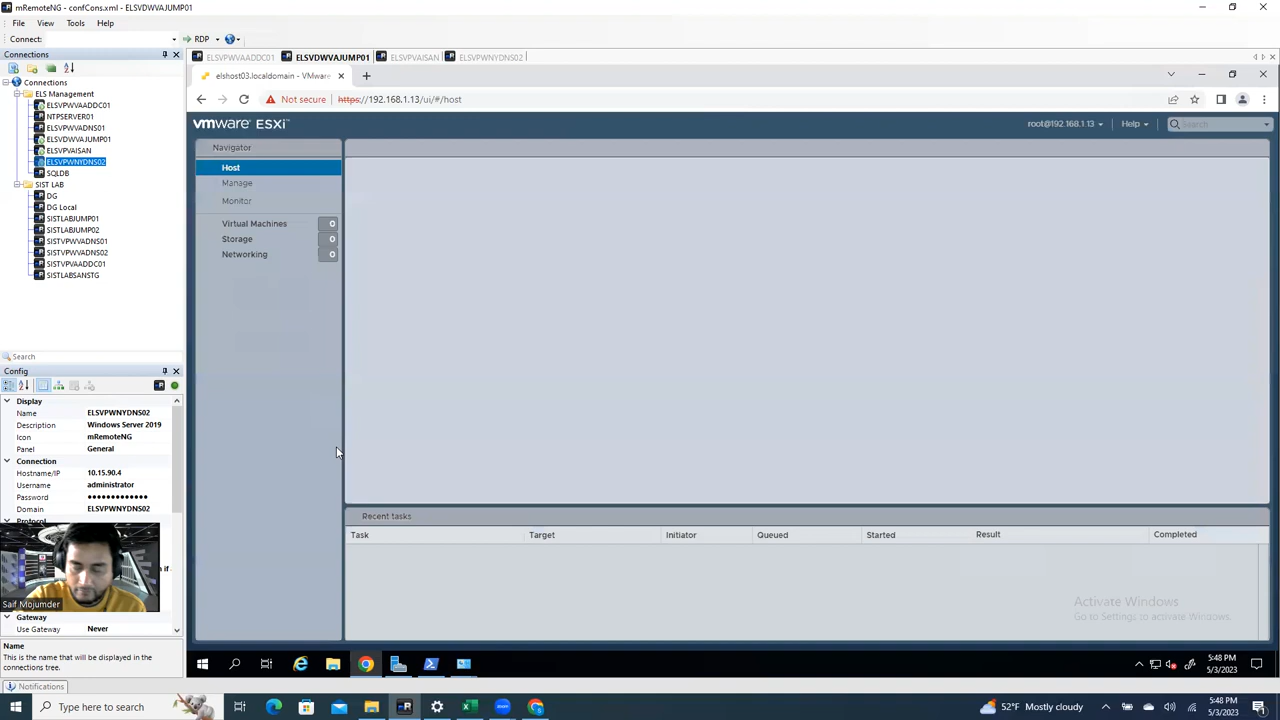 mRemoteNG - confCons.xml - ELSVDWVAJUMP01
File View Tools Help
Connect: RDP
Connections
ELSVPWVAADDC01 ELSVDWVAJUMP01 ELSVPVAISAN ELSVPWNYDNS02
elshost03.localdomain - VMware
Not secure https://192.168.1.13/ui/#/host
vmware ESXi™ root@192.168.1.13 Help Search
Connections
ELS Management
ELSVPWVAADDC01
NTPSERVER01
ELSVPWVADNS01
ELSVDWVAJUMP01
ELSVPVAISAN
ELSVPWNYDNS02
SQLDB
SIST LAB
DG
DG Local
SISTLABJUMP01
SISTLABJUMP02
SISTVPWVADNS01
SISTVPWVADNS02
SISTVPVAADDC01
SISTLABSANSTG
Search
Config
Display
Name ELSVPWNYDNS02
Description Windows Server 2019
Icon mRemoteNG
Panel General
Connection
Hostname/IP 10.15.90.4
Username administrator
Password ●●●●●●●●●●●●●
Domain ELSVPWNYDNS02
Protocol
Saif Mojumder
Gateway
Use Gateway Never
Name
This is the name that will be displayed in the
connections tree.
Notifications
Navigator
Host
Manage
Monitor
Virtual Machines 0
Storage 0
Networking 0
Recent tasks
Task Target Initiator Queued Started Result Completed
Activate Windows
Go to Settings to activate Windows.
5:48 PM
5/3/2023
Type here to search
52°F Mostly cloudy
5:48 PM
5/3/2023